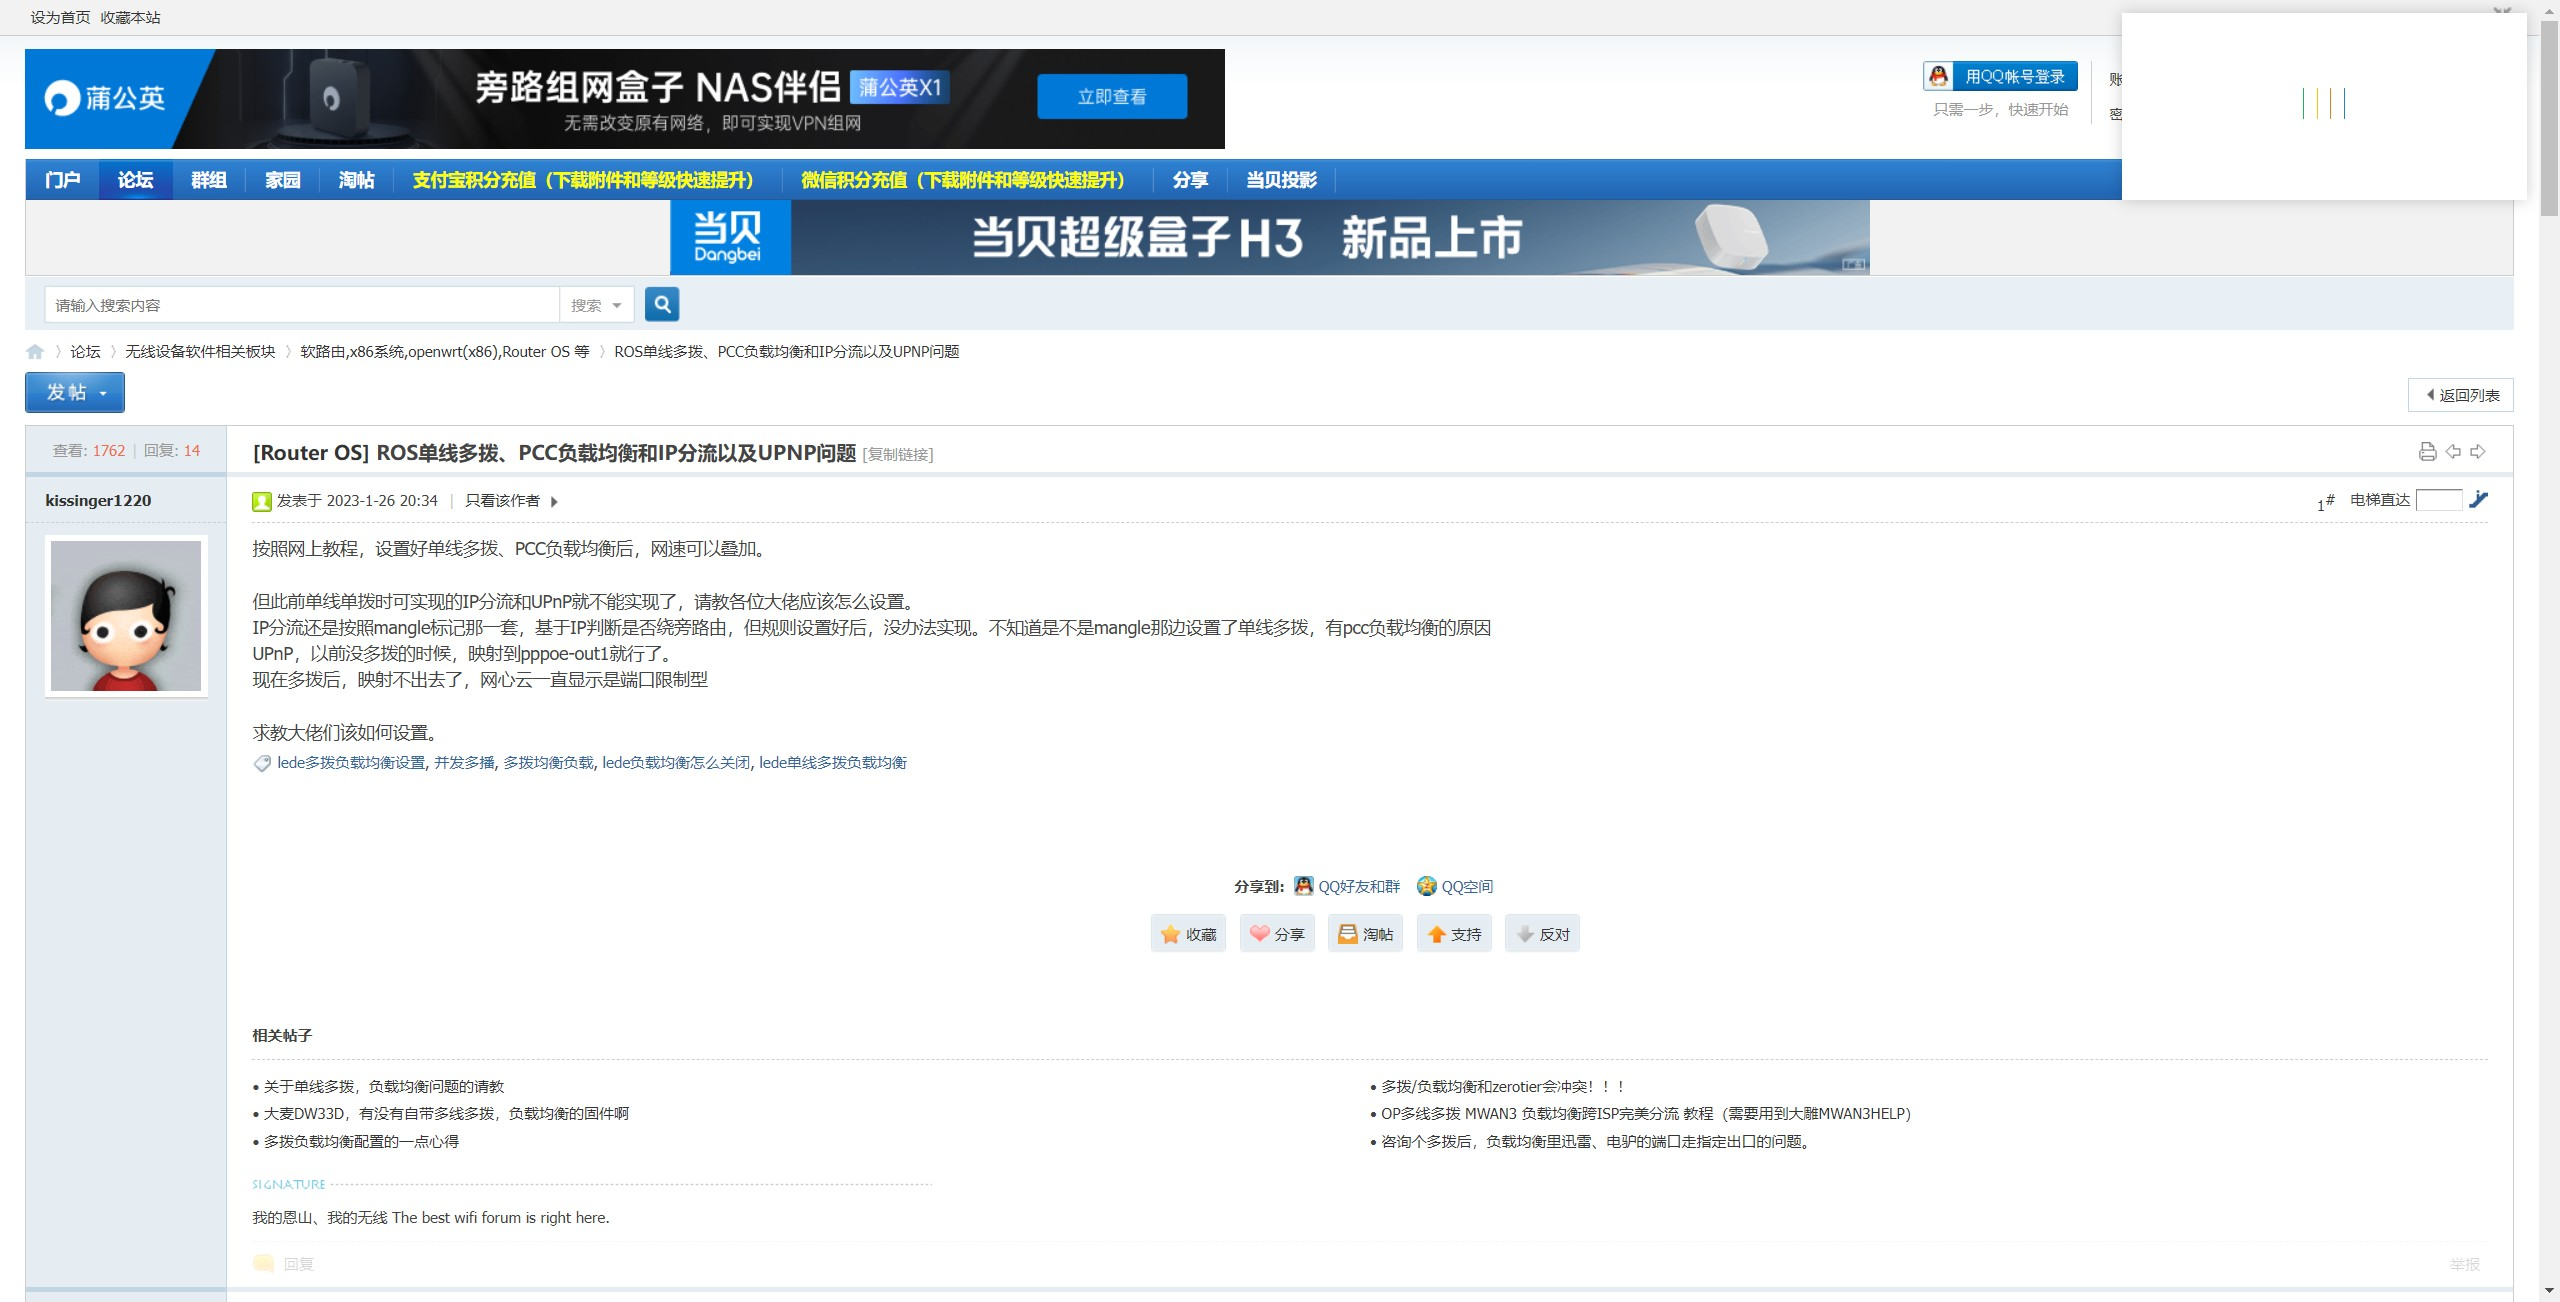 设为首页 收藏本站
蒲公英
旁路组网盒子 NAS伴侣 蒲公英X1
无需改变原有网络，即可实现VPN组网
立即查看
用QQ帐号登录
只需一步，快速开始
账
密
门户 论坛 群组 家园 淘帖 支付宝积分充值（下载附件和等级快速提升） 微信积分充值（下载附件和等级快速提升） 分享 当贝投影
当贝
Dangbei
当贝超级盒子H3 新品上市
广告
请输入搜索内容 搜索
论坛 〉 无线设备软件相关板块 〉 软路由,x86系统,openwrt(x86),Router OS 等 〉 ROS单线多拨、PCC负载均衡和IP分流以及UPNP问题
发帖
返回列表
查看: 1762 | 回复: 14
[Router OS] ROS单线多拨、PCC负载均衡和IP分流以及UPNP问题 [复制链接]
kissinger1220
发表于 2023-1-26 20:34 | 只看该作者
1# 电梯直达
按照网上教程，设置好单线多拨、PCC负载均衡后，网速可以叠加。
但此前单线单拨时可实现的IP分流和UPnP就不能实现了，请教各位大佬应该怎么设置。
IP分流还是按照mangle标记那一套，基于IP判断是否绕旁路由，但规则设置好后，没办法实现。不知道是不是mangle那边设置了单线多拨，有pcc负载均衡的原因
UPnP，以前没多拨的时候，映射到pppoe-out1就行了。
现在多拨后，映射不出去了，网心云一直显示是端口限制型
求教大佬们该如何设置。
lede多拨负载均衡设置, 并发多播, 多拨均衡负载, lede负载均衡怎么关闭, lede单线多拨负载均衡
分享到: QQ好友和群 QQ空间
收藏 分享 淘帖 支持 反对
相关帖子
• 关于单线多拨，负载均衡问题的请教
• 多拨/负载均衡和zerotier会冲突！！！
• 大麦DW33D，有没有自带多线多拨，负载均衡的固件啊
• OP多线多拨 MWAN3 负载均衡跨ISP完美分流 教程（需要用到大雕MWAN3HELP）
• 多拨负载均衡配置的一点心得
• 咨询个多拨后，负载均衡里迅雷、电驴的端口走指定出口的问题。
SIGNATURE
我的恩山、我的无线 The best wifi forum is right here.
回复
举报